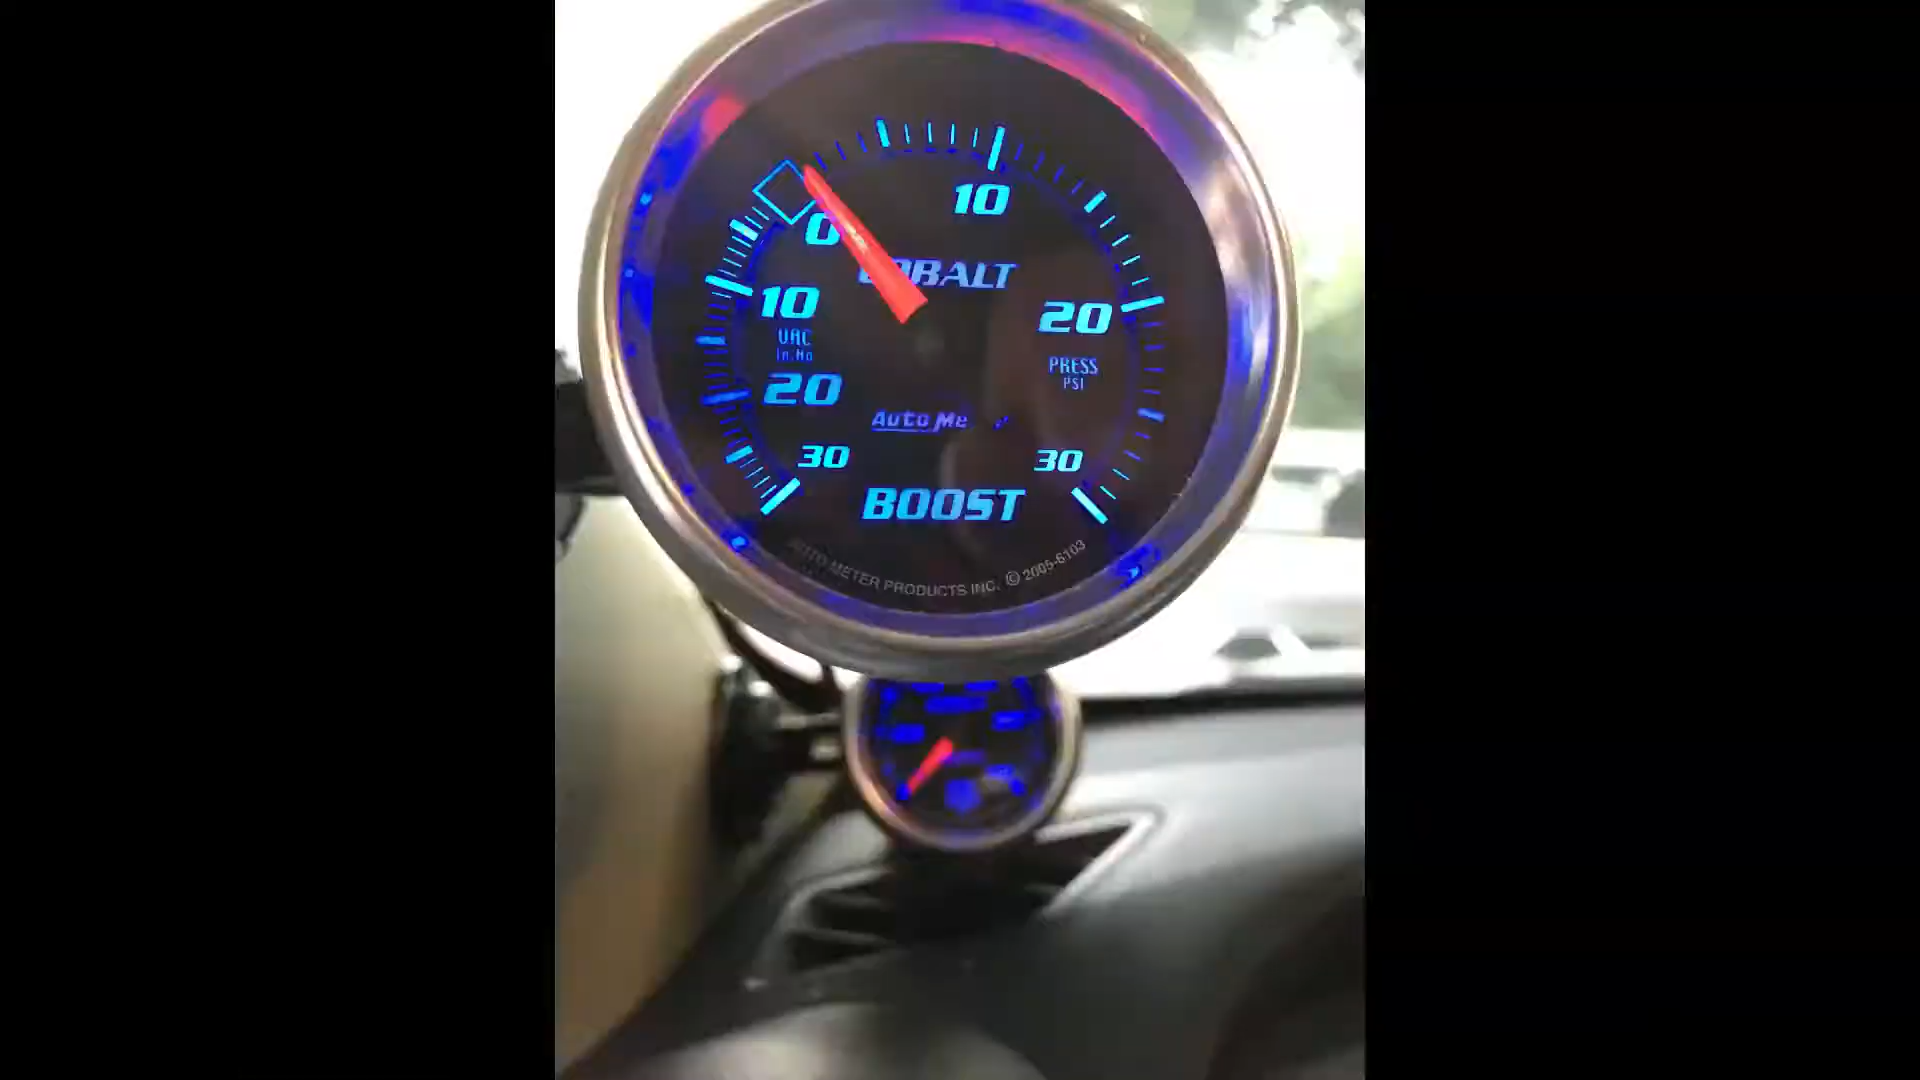 10
0
COBALT
10
20
VAC
In.Hg
PRESS
PSI
20
Auto Me
30
30
BOOST
AUTO METER PRODUCTS INC. © 2005-6103